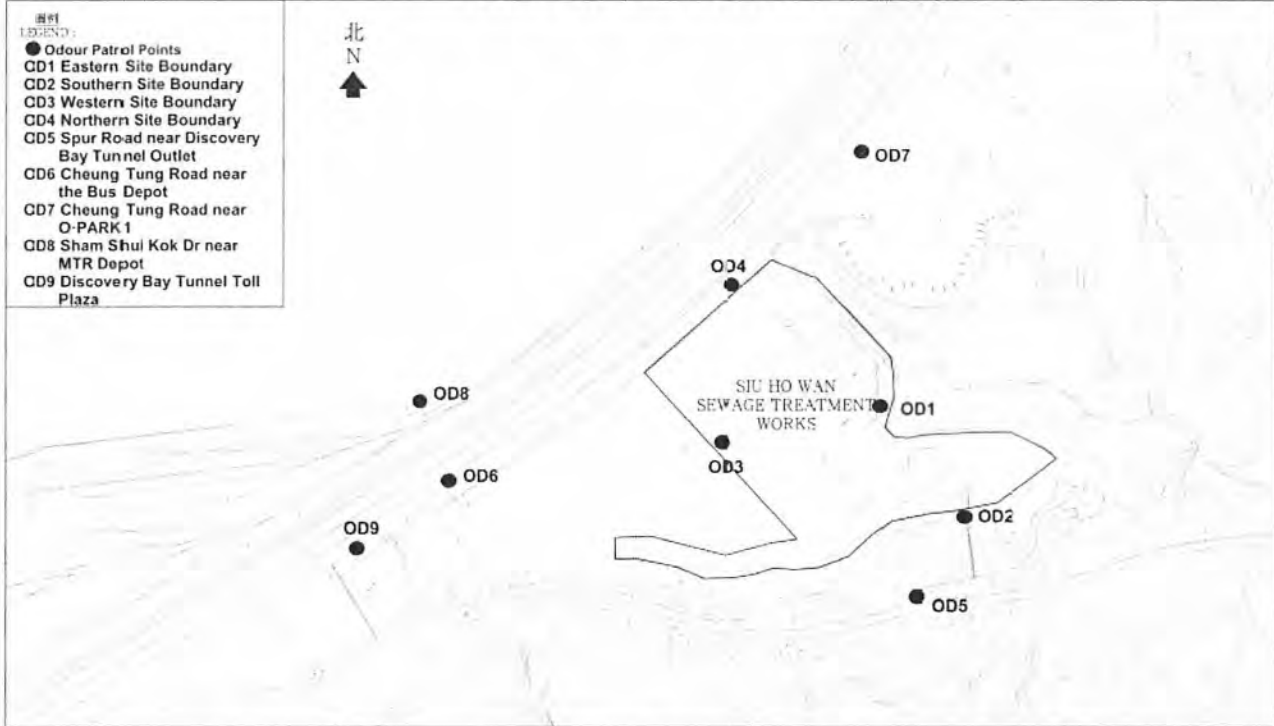 圖例
LEGEND:
Odour Patrol Points
OD1 Eastern Site Boundary
OD2 Southern Site Boundary
OD3 Western Site Boundary
OD4 Northern Site Boundary
OD5 Spur Road near Discovery
Bay Tunnel Outlet
OD6 Cheung Tung Road near
the Bus Depot
OD7 Cheung Tung Road near
O·PARK1
OD8 Sham Shui Kok Dr near
MTR Depot
OD9 Discovery Bay Tunnel Toll
Plaza
北
N
OD7
OD4
OD8
SIU HO WAN
SEWAGE TREATMENT
WORKS
OD1
OD3
OD6
OD2
OD9
OD5